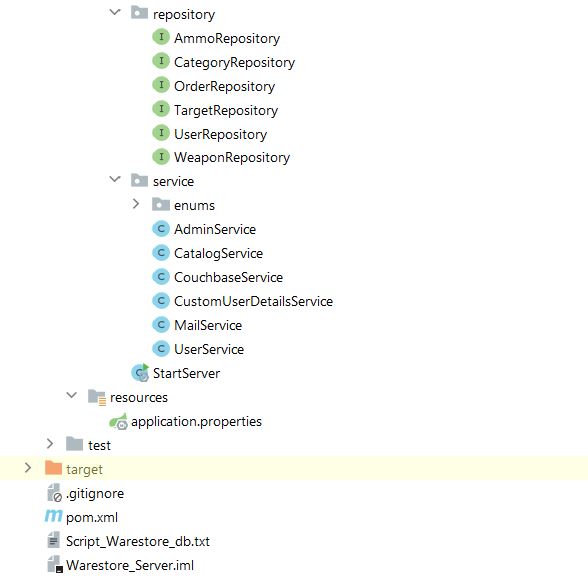 repository
AmmoRepository
CategoryRepository
OrderRepository
TargetRepository
UserRepository
WeaponRepository
service
enums
AdminService
CatalogService
CouchbaseService
CustomUserDetailsService
MailService
UserService
StartServer
resources
application.properties
test
target
.gitignore
pom.xml
Script_Warestore_db.txt
Warestore_Server.iml